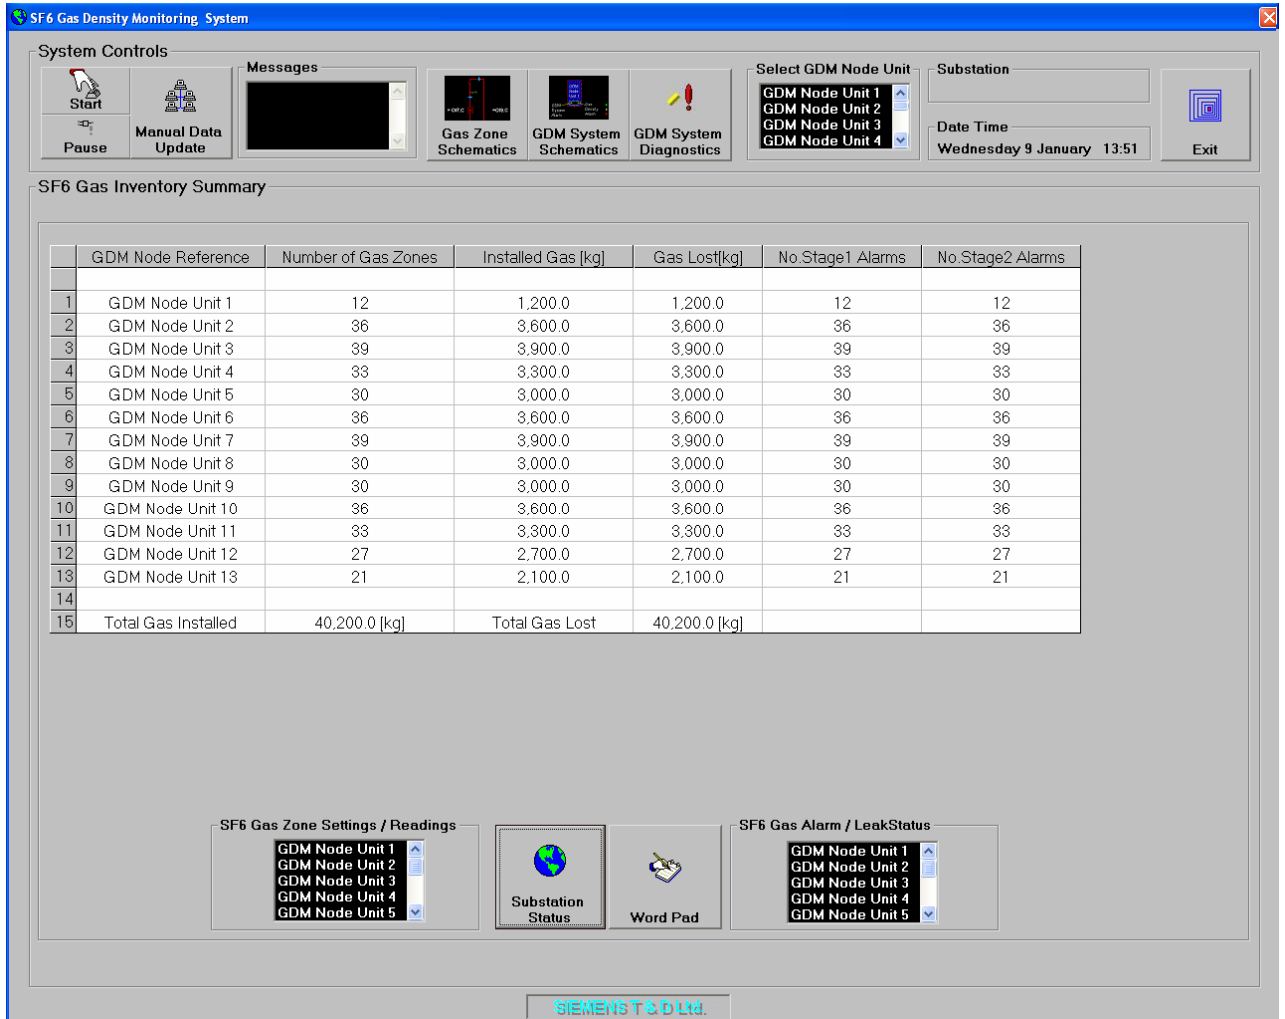 SF6 Gas Density Monitoring System
System Controls
Start
Pause
Manual Data
Update
Messages
Gas Zone
Schematics
GDM System
Schematics
GDM System
Diagnostics
Select GDM Node Unit
GDM Node Unit 1
GDM Node Unit 2
GDM Node Unit 3
GDM Node Unit 4
Substation
Date Time
Wednesday 9 January 13:51
Exit
SF6 Gas Inventory Summary
GDM Node Reference Number of Gas Zones Installed Gas [kg] Gas Lost[kg] No.Stage1 Alarms No.Stage2 Alarms
1 GDM Node Unit 1 12 1,200.0 1,200.0 12 12
2 GDM Node Unit 2 36 3,600.0 3,600.0 36 36
3 GDM Node Unit 3 39 3,900.0 3,900.0 39 39
4 GDM Node Unit 4 33 3,300.0 3,300.0 33 33
5 GDM Node Unit 5 30 3,000.0 3,000.0 30 30
6 GDM Node Unit 6 36 3,600.0 3,600.0 36 36
7 GDM Node Unit 7 39 3,900.0 3,900.0 39 39
8 GDM Node Unit 8 30 3,000.0 3,000.0 30 30
9 GDM Node Unit 9 30 3,000.0 3,000.0 30 30
10 GDM Node Unit 10 36 3,600.0 3,600.0 36 36
11 GDM Node Unit 11 33 3,300.0 3,300.0 33 33
12 GDM Node Unit 12 27 2,700.0 2,700.0 27 27
13 GDM Node Unit 13 21 2,100.0 2,100.0 21 21
14
15 Total Gas Installed 40,200.0 [kg] Total Gas Lost 40,200.0 [kg]
SF6 Gas Zone Settings / Readings
GDM Node Unit 1
GDM Node Unit 2
GDM Node Unit 3
GDM Node Unit 4
GDM Node Unit 5
Substation
Status
Word Pad
SF6 Gas Alarm / LeakStatus
GDM Node Unit 1
GDM Node Unit 2
GDM Node Unit 3
GDM Node Unit 4
GDM Node Unit 5
SIEMENS T & D Ltd.